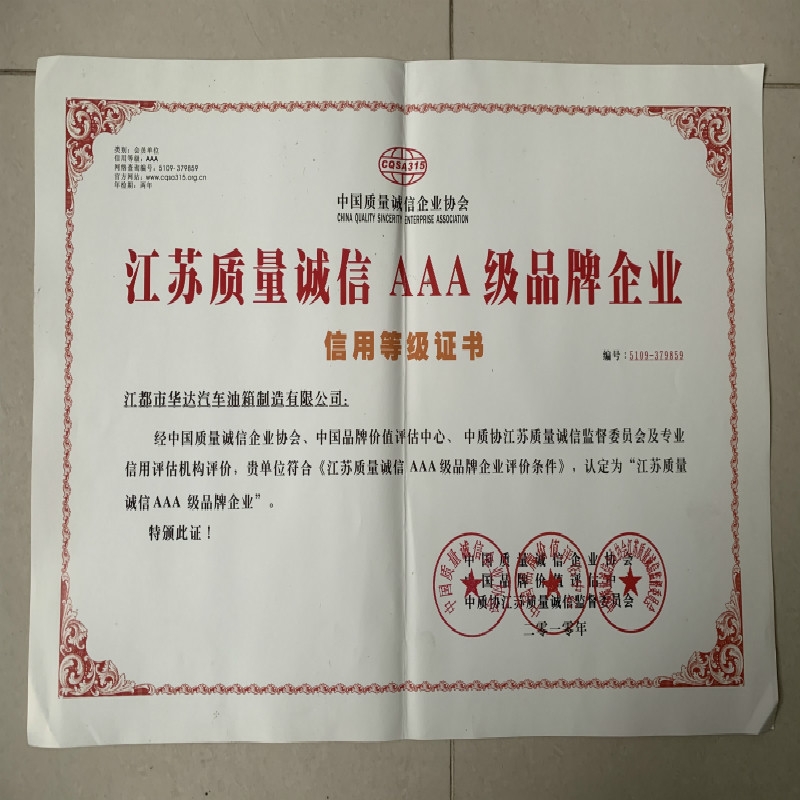 类别：会员单位
信用等级：AAA
网络查询编号：5109-379859
官方网站：www.cqsa315.org.cn
年检期：两年
CQSA315
中国质量诚信企业协会
CHINA QUALITY SINCERITY ENTERPRISE ASSOCIATION
江苏质量诚信 AAA 级品牌企业
信用等级证书
编号：5109-379859
江都市华达汽车油箱制造有限公司：
经中国质量诚信企业协会、中国品牌价值评估中心、中质协江苏质量诚信监督委员会及专业
信用评估机构评价，贵单位符合《江苏质量诚信 AAA 级品牌企业评价条件》，认定为“江苏质量
诚信 AAA 级品牌企业”。
特颁此证！
中国质量诚信企业协会
中国品牌价值评估中心
中质协江苏质量诚信监督委员会
二零一零年